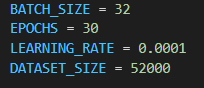 BATCH_SIZE = 32
EPOCHS = 30
LEARNING_RATE = 0.0001
DATASET_SIZE = 52000